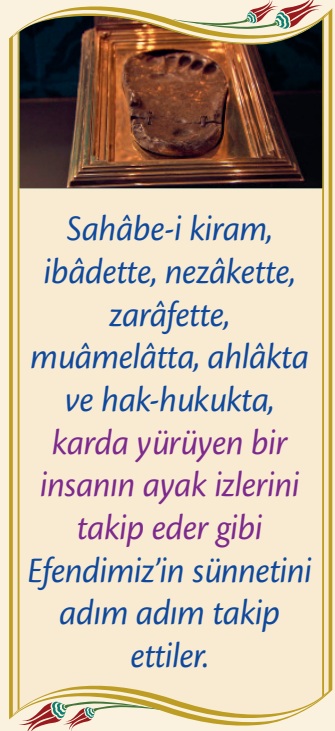 Sahâbe-i kiram,
ibâdette, nezâkette,
zarâfette,
muâmelâtta, ahlâkta
ve hak-hukukta,
karda yürüyen bir
insanın ayak izlerini
takip eder gibi
Efendimiz’in sünnetini
adım adım takip
ettiler.